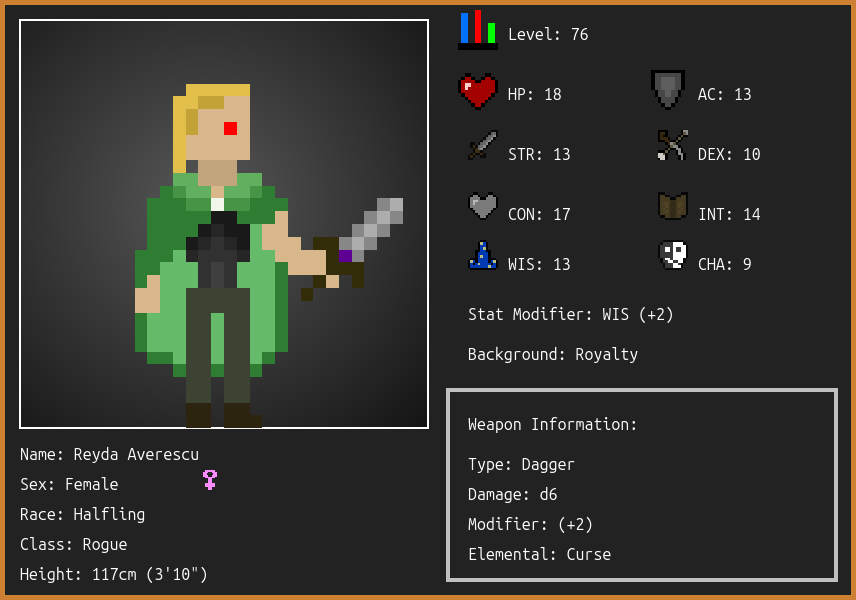 Level: 76
HP: 18
AC: 13
STR: 13
DEX: 10
CON: 17
INT: 14
WIS: 13
CHA: 9
Stat Modifier: WIS (+2)
Background: Royalty
Weapon Information:
Type: Dagger
Damage: d6
Modifier: (+2)
Elemental: Curse
Name: Reyda Averescu
Sex: Female
Race: Halfling
Class: Rogue
Height: 117cm (3'10")